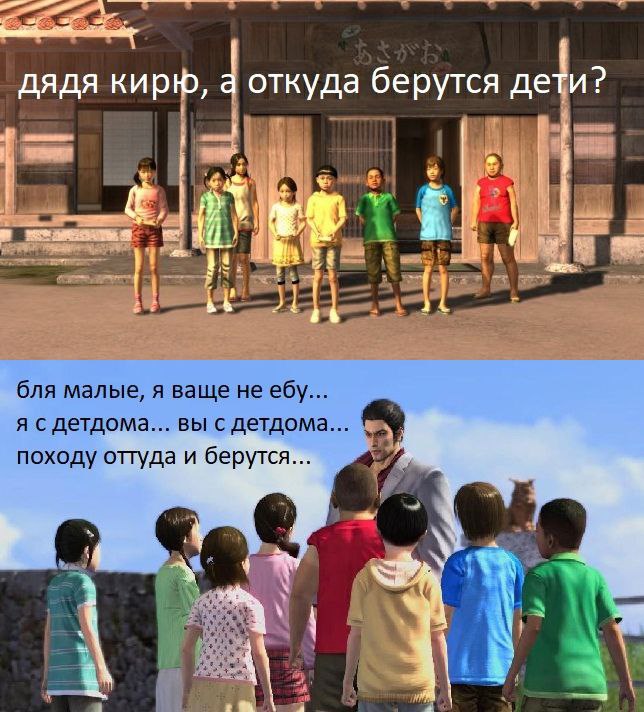 あさがお
дядя кирю, а откуда берутся дети?
бля малые, я ваще не ебу...
я с детдома... вы с детдома...
походу оттуда и берутся...